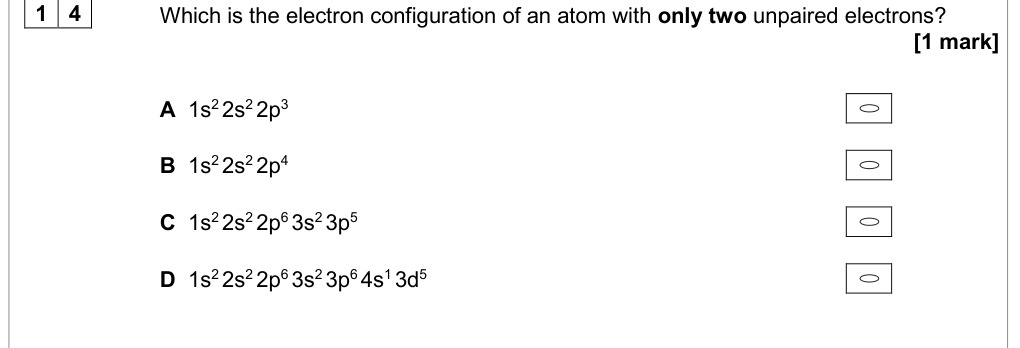 1 4 Which is the electron configuration of an atom with only two unpaired electrons?
[1 mark]
A 1s² 2s² 2p³
B 1s² 2s² 2p⁴
C 1s² 2s² 2p⁶ 3s² 3p⁵
D 1s² 2s² 2p⁶ 3s² 3p⁶ 4s¹ 3d⁵